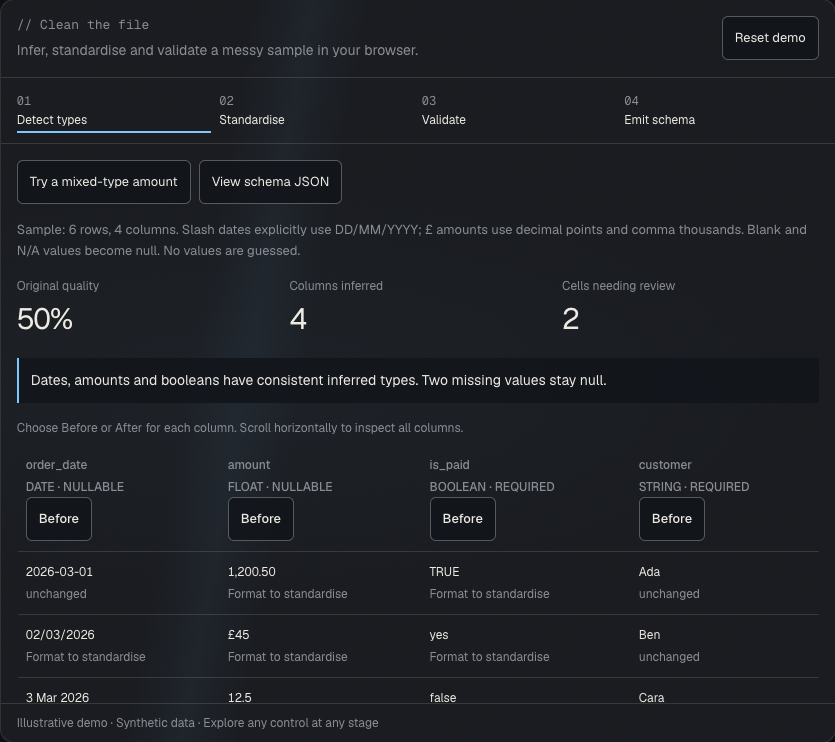 // Clean the file
Infer, standardise and validate a messy sample in your browser.
Reset demo
01
Detect types
02
Standardise
03
Validate
04
Emit schema
Try a mixed-type amount
View schema JSON
Sample: 6 rows, 4 columns. Slash dates explicitly use DD/MM/YYYY; £ amounts use decimal points and comma thousands. Blank and
N/A values become null. No values are guessed.
Original quality
50%
Columns inferred
4
Cells needing review
2
Dates, amounts and booleans have consistent inferred types. Two missing values stay null.
Choose Before or After for each column. Scroll horizontally to inspect all columns.
order_date amount is_paid customer
DATE · NULLABLE FLOAT · NULLABLE BOOLEAN · REQUIRED STRING · REQUIRED
Before Before Before Before
2026-03-01 1,200.50 TRUE Ada
unchanged Format to standardise Format to standardise unchanged
02/03/2026 £45 yes Ben
Format to standardise Format to standardise Format to standardise unchanged
3 Mar 2026 12.5 false Cara
Illustrative demo · Synthetic data · Explore any control at any stage